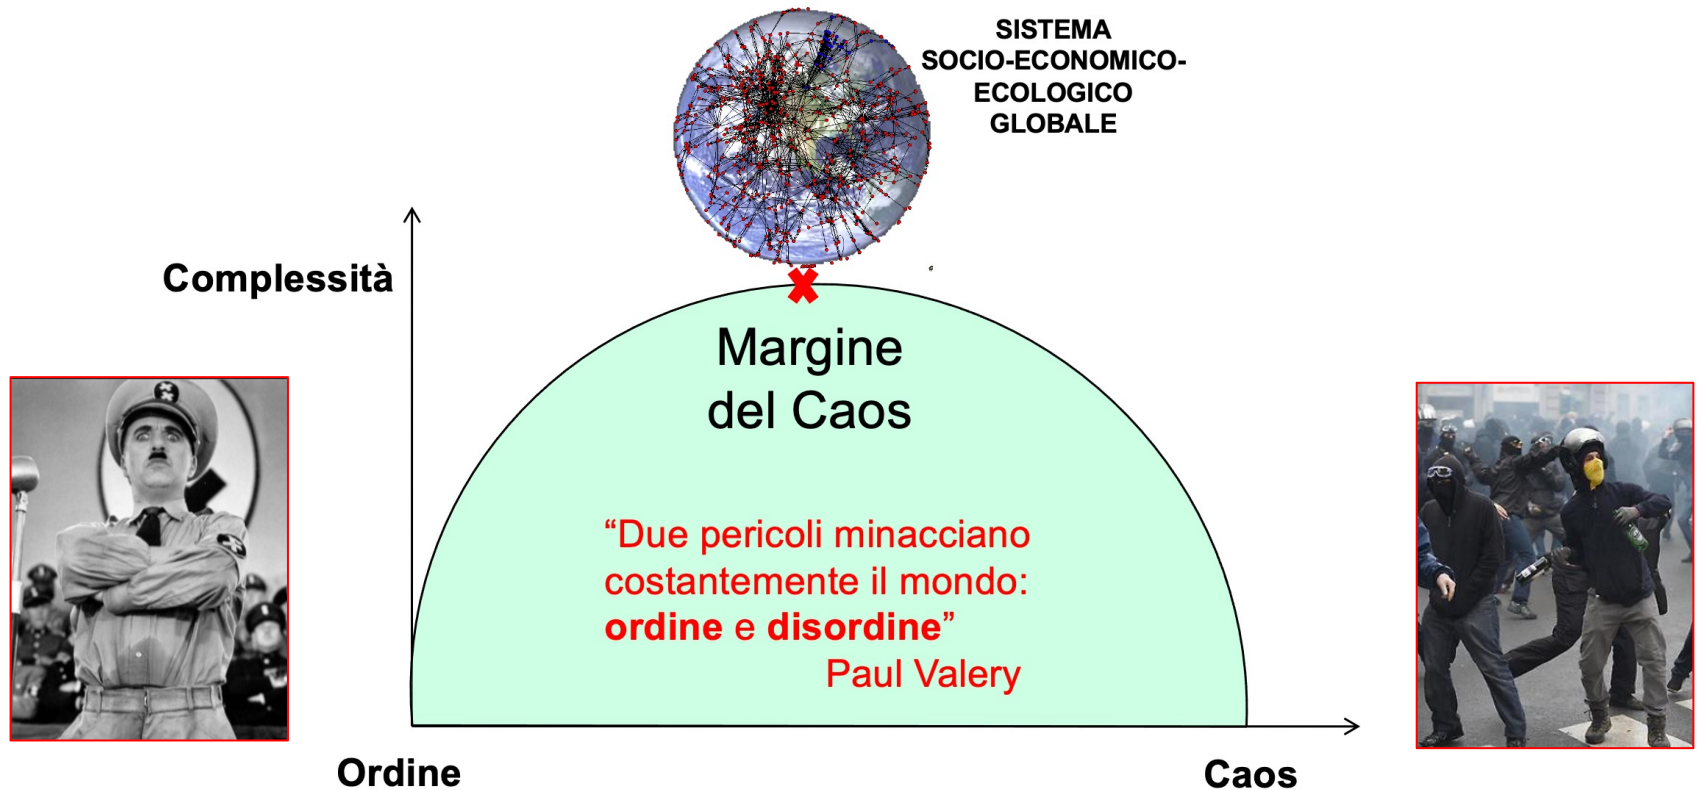 SISTEMA
SOCIO-ECONOMICO-
ECOLOGICO
GLOBALE
Complessità
Margine
del Caos
“Due pericoli minacciano
costantemente il mondo:
ordine e disordine”
Paul Valery
Ordine
Caos